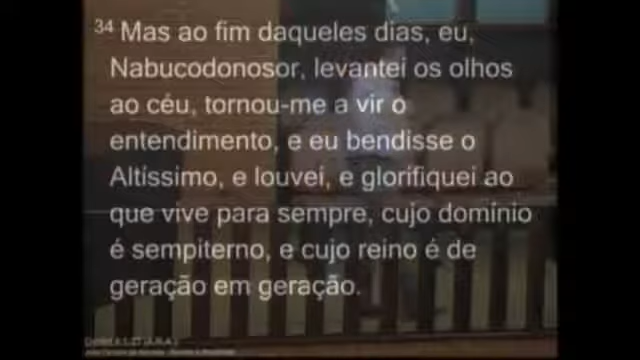 34 Mas ao fim daqueles dias, eu,
Nabucodonosor, levantei os olhos
ao céu, tornou-me a vir o
entendimento, e eu bendisse o
Altíssimo, e louvei, e glorifiquei ao
que vive para sempre, cujo domínio
é sempiterno, e cujo reino é de
geração em geração.